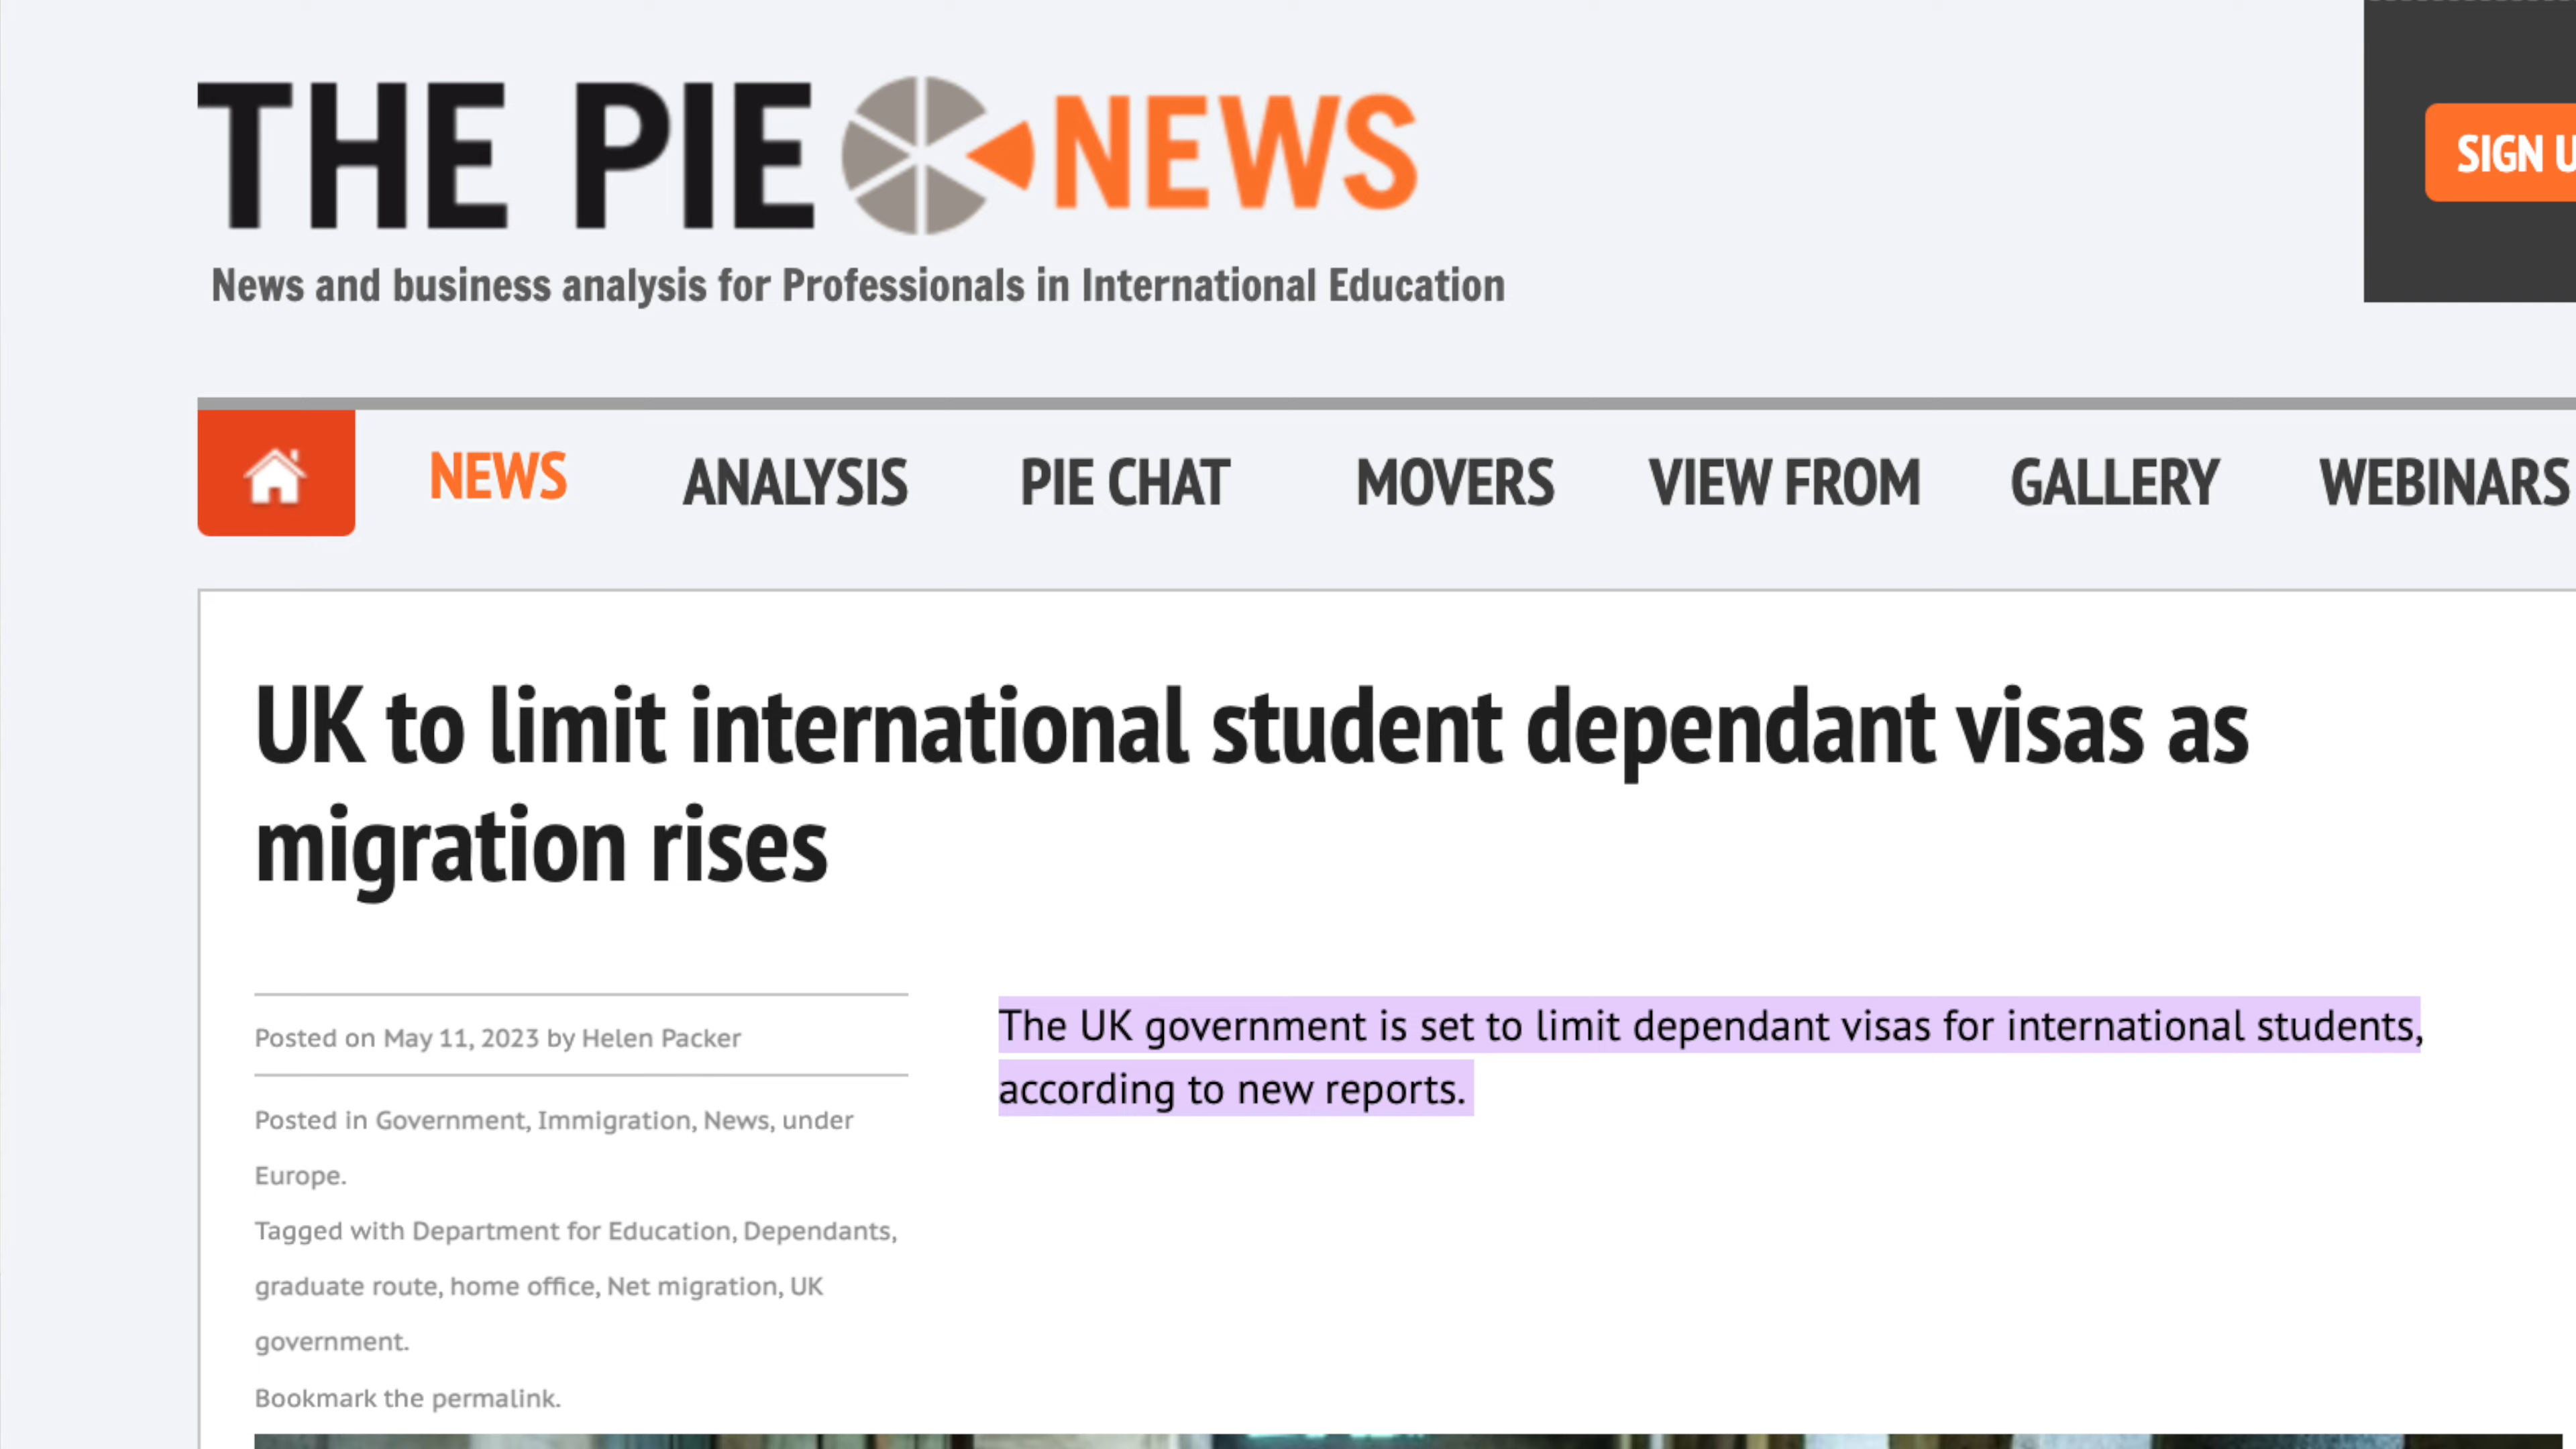 THE PIE NEWS
News and business analysis for Professionals in International Education
SIGN U
NEWS ANALYSIS PIE CHAT MOVERS VIEW FROM GALLERY WEBINARS
UK to limit international student dependant visas as
migration rises
Posted on May 11, 2023 by Helen Packer
Posted in Government, Immigration, News, under
Europe.
Tagged with Department for Education, Dependants,
graduate route, home office, Net migration, UK
government.
Bookmark the permalink.
The UK government is set to limit dependant visas for international students,
according to new reports.